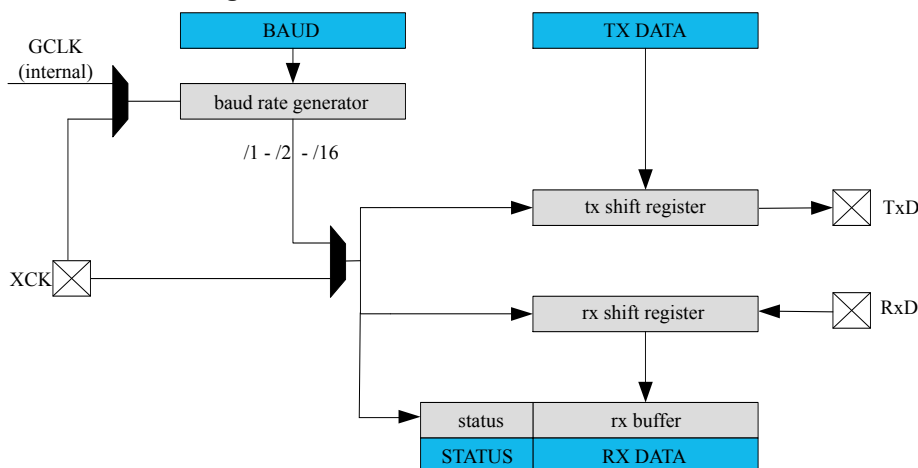 BAUD
TX DATA
GCLK
(internal)
baud rate generator
/1 - /2 - /16
tx shift register
TxD
XCK
rx shift register
RxD
status
rx buffer
STATUS
RX DATA